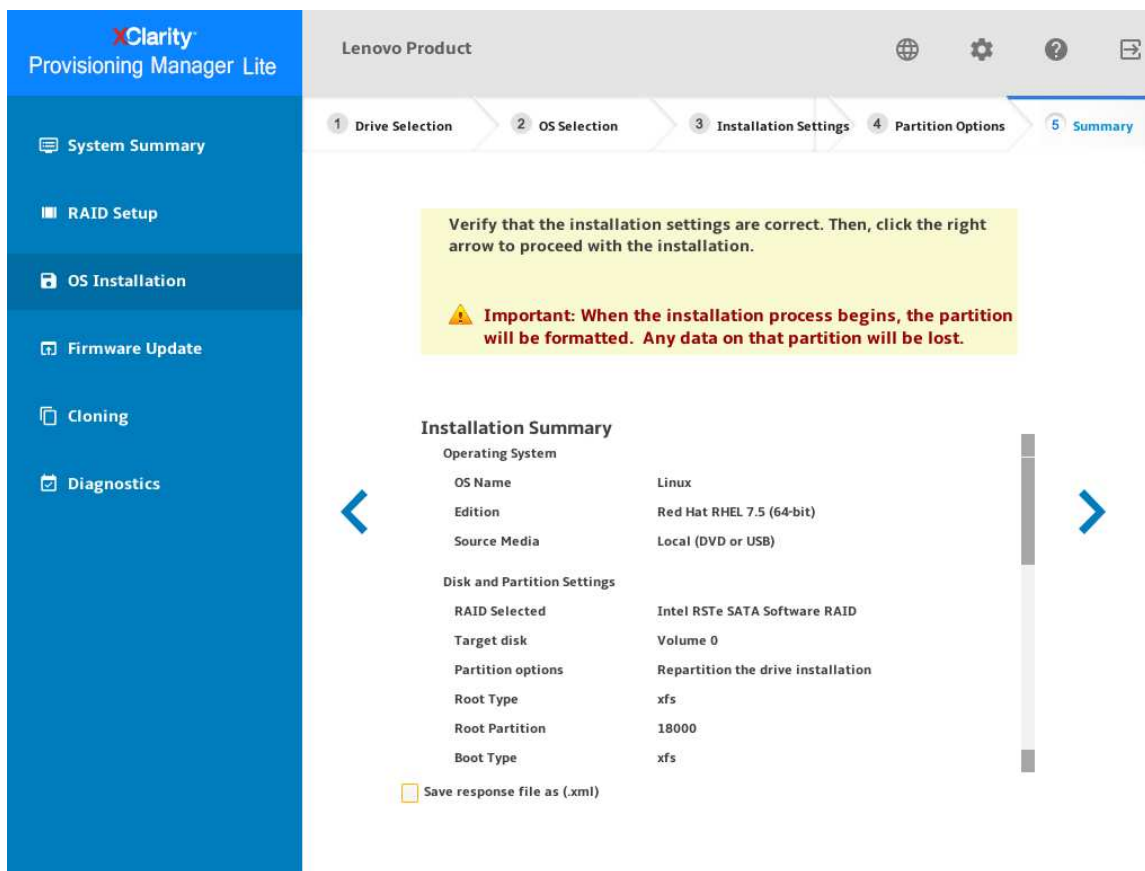 XClarity
Provisioning Manager Lite
Lenovo Product
System Summary
RAID Setup
OS Installation
Firmware Update
Cloning
Diagnostics
1 Drive Selection
2 OS Selection
3 Installation Settings
4 Partition Options
5 Summary
Verify that the installation settings are correct. Then, click the right
arrow to proceed with the installation.
Important: When the installation process begins, the partition
will be formatted. Any data on that partition will be lost.
Installation Summary
Operating System
OS Name Linux
Edition Red Hat RHEL 7.5 (64-bit)
Source Media Local (DVD or USB)
Disk and Partition Settings
RAID Selected Intel RSTe SATA Software RAID
Target disk Volume 0
Partition options Repartition the drive installation
Root Type xfs
Root Partition 18000
Boot Type xfs
Save response file as (.xml)